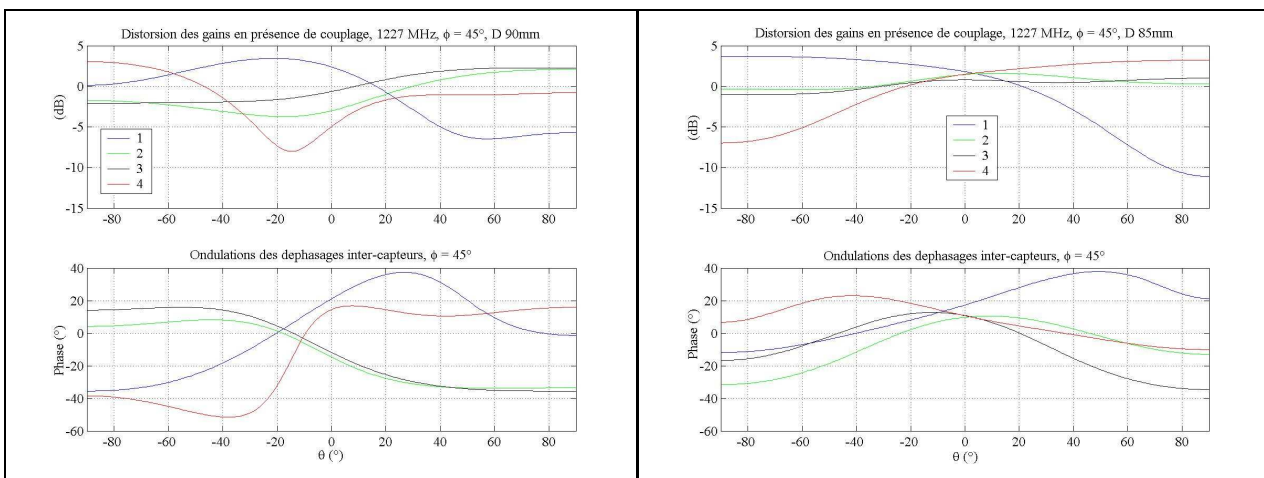 Distorsion des gains en présence de couplage, 1227 MHz, ϕ = 45°, D 90mm
5
0
-5
-10
-15
(dB)
1
2
3
4
-80 -60 -40 -20 0 20 40 60 80
Ondulations des dephasages inter-capteurs, ϕ = 45°
40
20
0
-20
-40
-60
Phase (°)
-80 -60 -40 -20 0 20 40 60 80
θ (°)
Distorsion des gains en présence de couplage, 1227 MHz, ϕ = 45°, D 85mm
5
0
-5
-10
-15
(dB)
1
2
3
4
-80 -60 -40 -20 0 20 40 60 80
Ondulations des dephasages inter-capteurs, ϕ = 45°
40
20
0
-20
-40
-60
Phase (°)
-80 -60 -40 -20 0 20 40 60 80
θ (°)